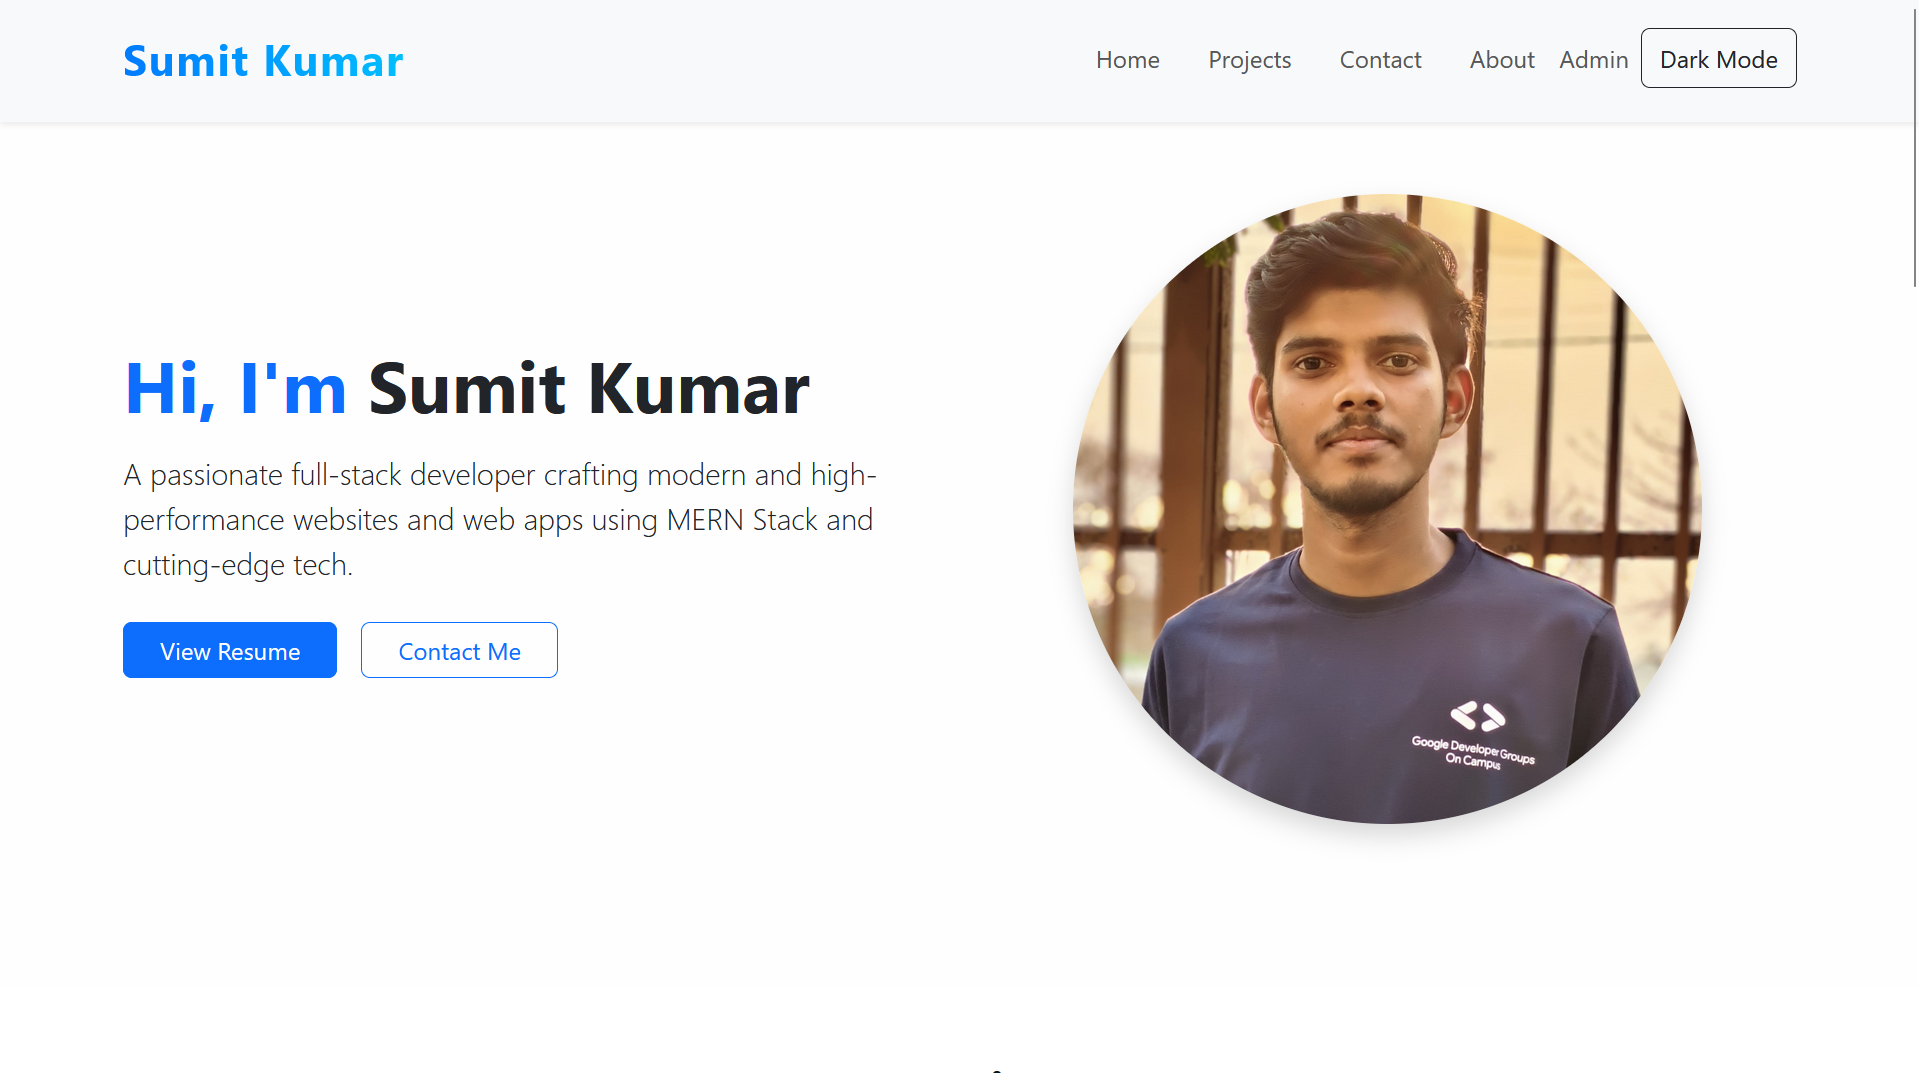 Sumit Kumar
Home Projects Contact About Admin Dark Mode
Hi, I'm Sumit Kumar
A passionate full-stack developer crafting modern and high-
performance websites and web apps using MERN Stack and
cutting-edge tech.
View Resume Contact Me
Google Developer Groups
On Campus